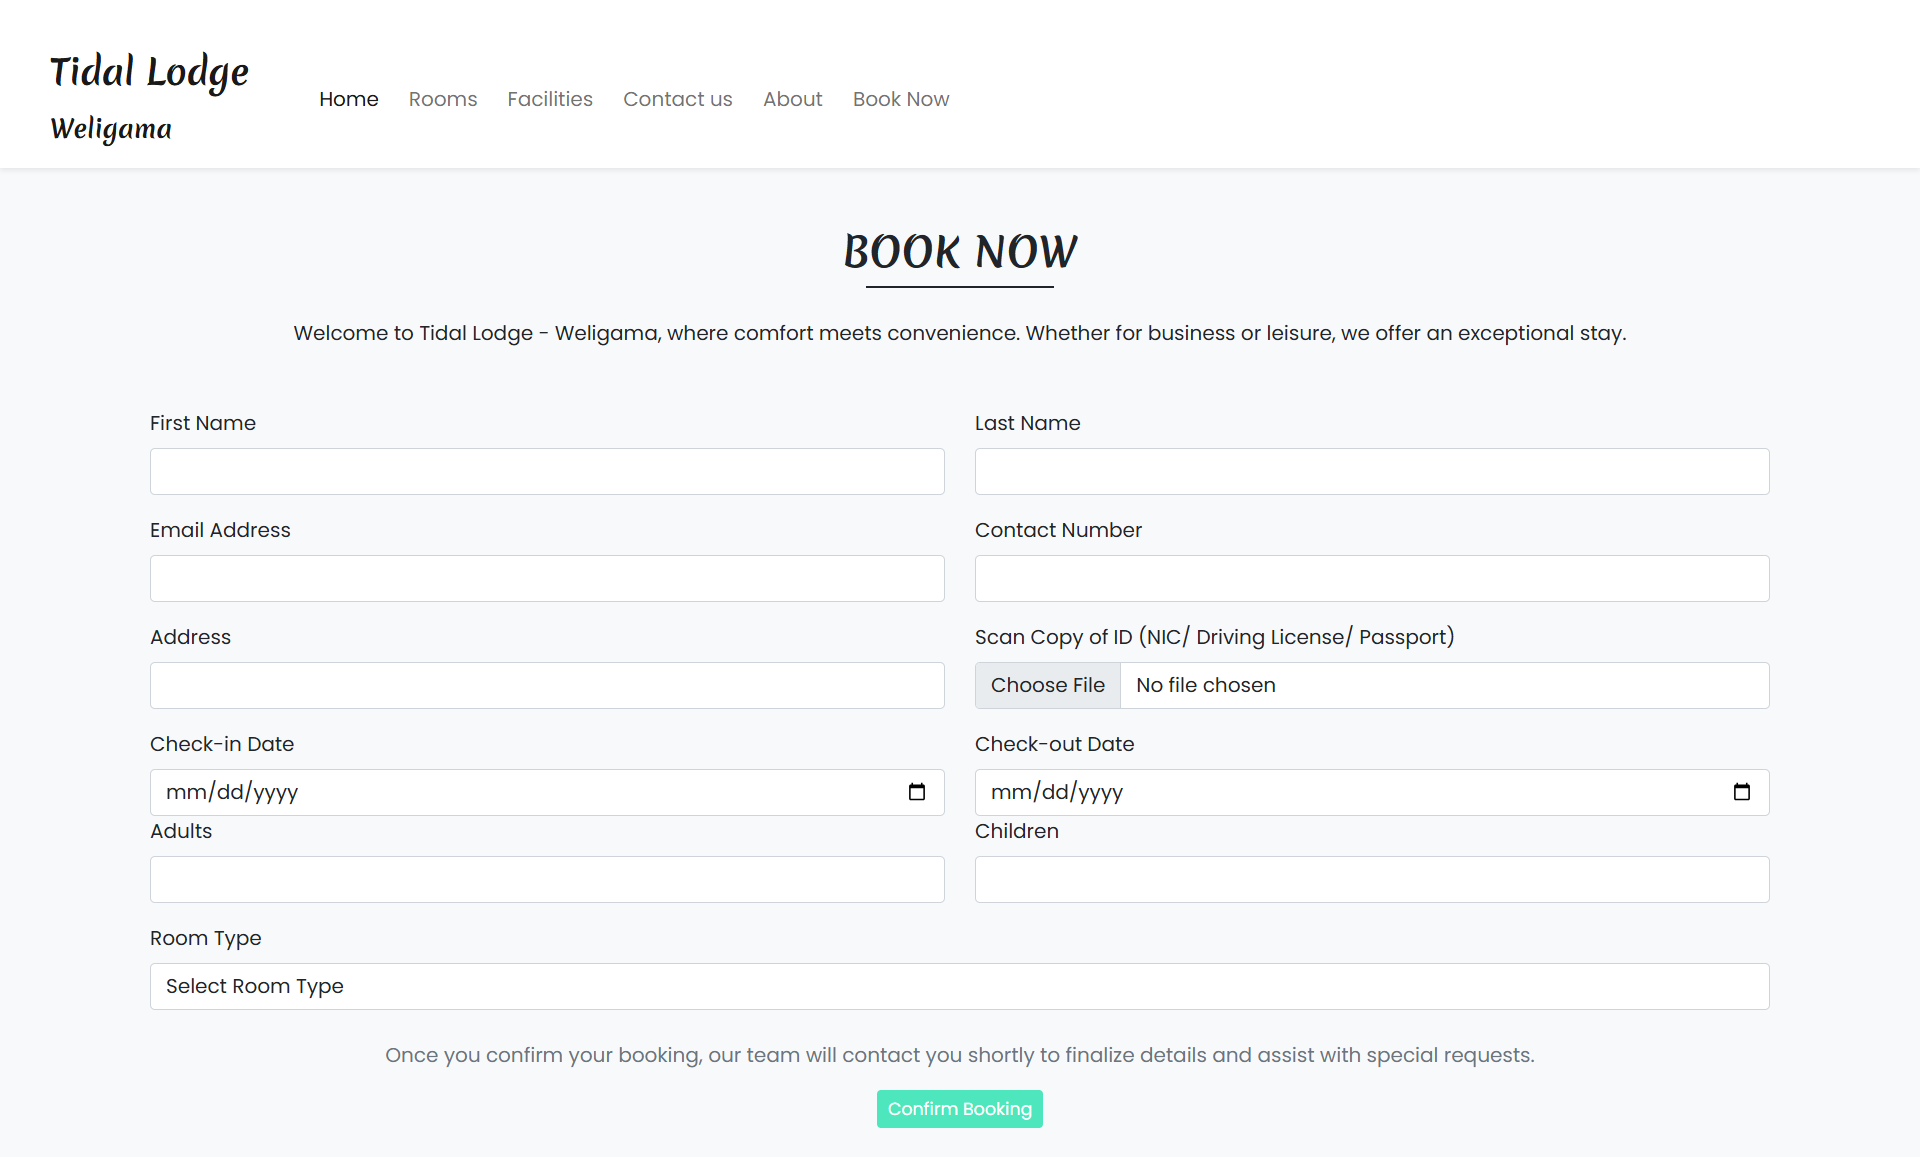 Tidal Lodge
Weligama
Home Rooms Facilities Contact us About Book Now
BOOK NOW
Welcome to Tidal Lodge - Weligama, where comfort meets convenience. Whether for business or leisure, we offer an exceptional stay.
First Name Last Name
Email Address Contact Number
Address Scan Copy of ID (NIC/ Driving License/ Passport)
Choose File No file chosen
Check-in Date Check-out Date
mm/dd/yyyy mm/dd/yyyy
Adults Children
Room Type
Select Room Type
Once you confirm your booking, our team will contact you shortly to finalize details and assist with special requests.
Confirm Booking